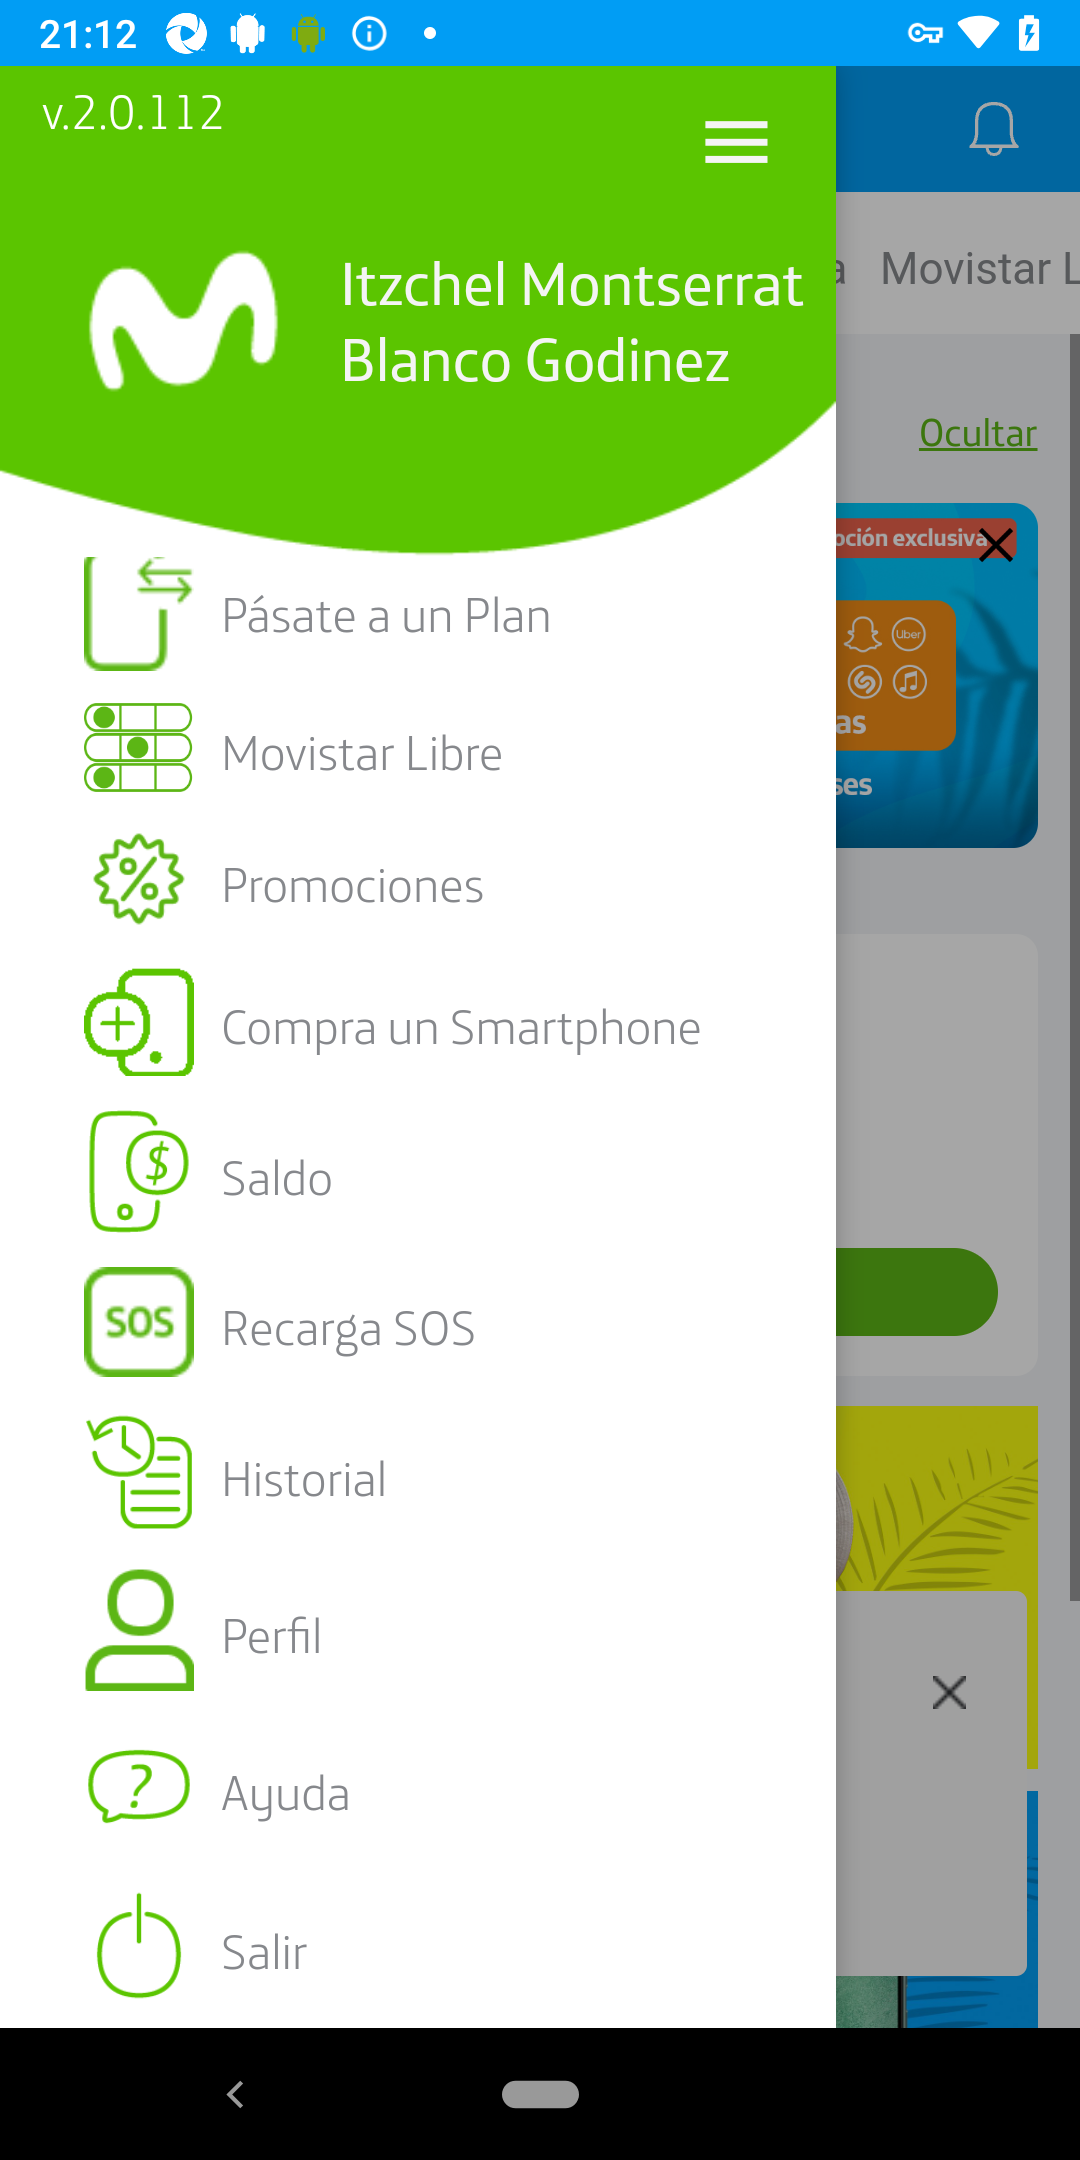 21:12
v.2.0.112
Itzchel Montserrat
Blanco Godinez
Movistar L
Ocultar
oción exclusiva
Uber
as
ses
Pásate a un Plan
Movistar Libre
Promociones
Compra un Smartphone
$
Saldo
SOS
Recarga SOS
Historial
Perfil
?
Ayuda
Salir